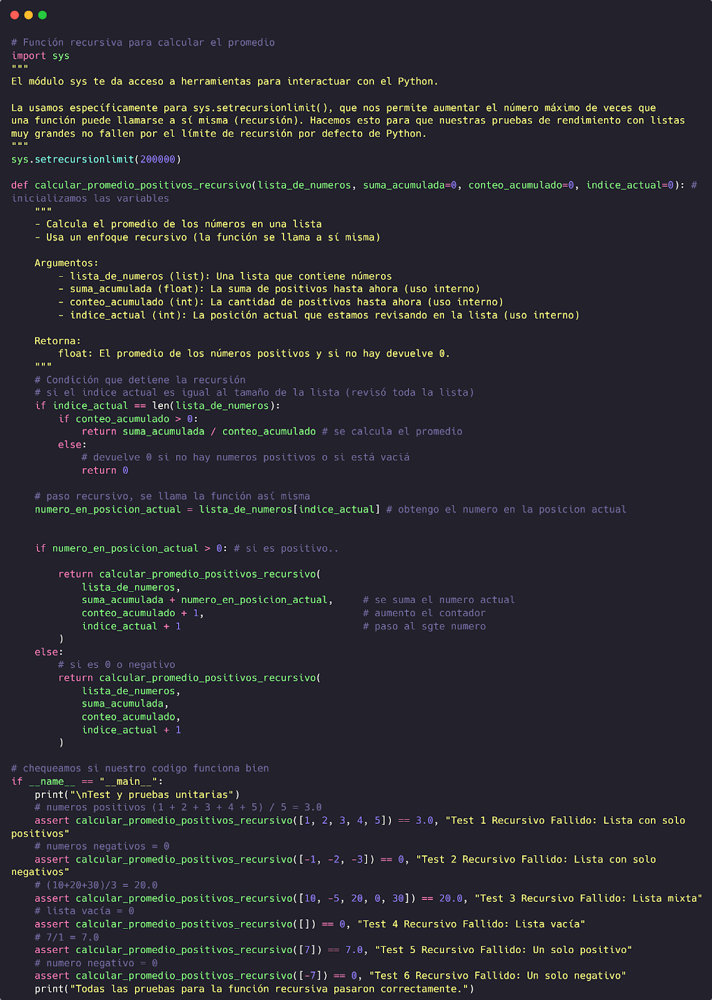 # Función recursiva para calcular el promedio
import sys
"""
El módulo sys te da acceso a herramientas para interactuar con el Python.

La usamos específicamente para sys.setrecursionlimit(), que nos permite aumentar el número máximo de veces que
una función puede llamarse a sí misma (recursión). Hacemos esto para que nuestras pruebas de rendimiento con listas
muy grandes no fallen por el límite de recursión por defecto de Python.
"""
sys.setrecursionlimit(200000)

def calcular_promedio_positivos_recursivo(lista_de_numeros, suma_acumulada=0, conteo_acumulado=0, indice_actual=0): #
inicializamos las variables
    """
    - Calcula el promedio de los números en una lista
    - Usa un enfoque recursivo (la función se llama a sí misma)

    Argumentos:
        - lista_de_numeros (list): Una lista que contiene números
        - suma_acumulada (float): La suma de positivos hasta ahora (uso interno)
        - conteo_acumulado (int): La cantidad de positivos hasta ahora (uso interno)
        - indice_actual (int): La posición actual que estamos revisando en la lista (uso interno)

    Retorna:
        float: El promedio de los números positivos y si no hay devuelve 0.
    """
    # Condición que detiene la recursión
    # si el indice actual es igual al tamaño de la lista (revisó toda la lista)
    if indice_actual == len(lista_de_numeros):
        if conteo_acumulado > 0:
            return suma_acumulada / conteo_acumulado # se calcula el promedio
        else:
            # devuelve 0 si no hay numeros positivos o si está vaciá
            return 0

    # paso recursivo, se llama la función así misma
    numero_en_posicion_actual = lista_de_numeros[indice_actual] # obtengo el numero en la posicion actual


    if numero_en_posicion_actual > 0: # si es positivo..

        return calcular_promedio_positivos_recursivo(
            lista_de_numeros,
            suma_acumulada + numero_en_posicion_actual,     # se suma el numero actual
            conteo_acumulado + 1,                           # aumento el contador
            indice_actual + 1                               # paso al sgte numero
        )
    else:
        # si es 0 o negativo
        return calcular_promedio_positivos_recursivo(
            lista_de_numeros,
            suma_acumulada,
            conteo_acumulado,
            indice_actual + 1
        )

# chequeamos si nuestro codigo funciona bien
if __name__ == "__main__":
    print("\nTest y pruebas unitarias")
    # numeros positivos (1 + 2 + 3 + 4 + 5) / 5 = 3.0
    assert calcular_promedio_positivos_recursivo([1, 2, 3, 4, 5]) == 3.0, "Test 1 Recursivo Fallido: Lista con solo
positivos"
    # numeros negativos = 0
    assert calcular_promedio_positivos_recursivo([-1, -2, -3]) == 0, "Test 2 Recursivo Fallido: Lista con solo
negativos"
    # (10+20+30)/3 = 20.0
    assert calcular_promedio_positivos_recursivo([10, -5, 20, 0, 30]) == 20.0, "Test 3 Recursivo Fallido: Lista mixta"
    # lista vacía = 0
    assert calcular_promedio_positivos_recursivo([]) == 0, "Test 4 Recursivo Fallido: Lista vacía"
    # 7/1 = 7.0
    assert calcular_promedio_positivos_recursivo([7]) == 7.0, "Test 5 Recursivo Fallido: Un solo positivo"
    # numero negativo = 0
    assert calcular_promedio_positivos_recursivo([-7]) == 0, "Test 6 Recursivo Fallido: Un solo negativo"
    print("Todas las pruebas para la función recursiva pasaron correctamente.")